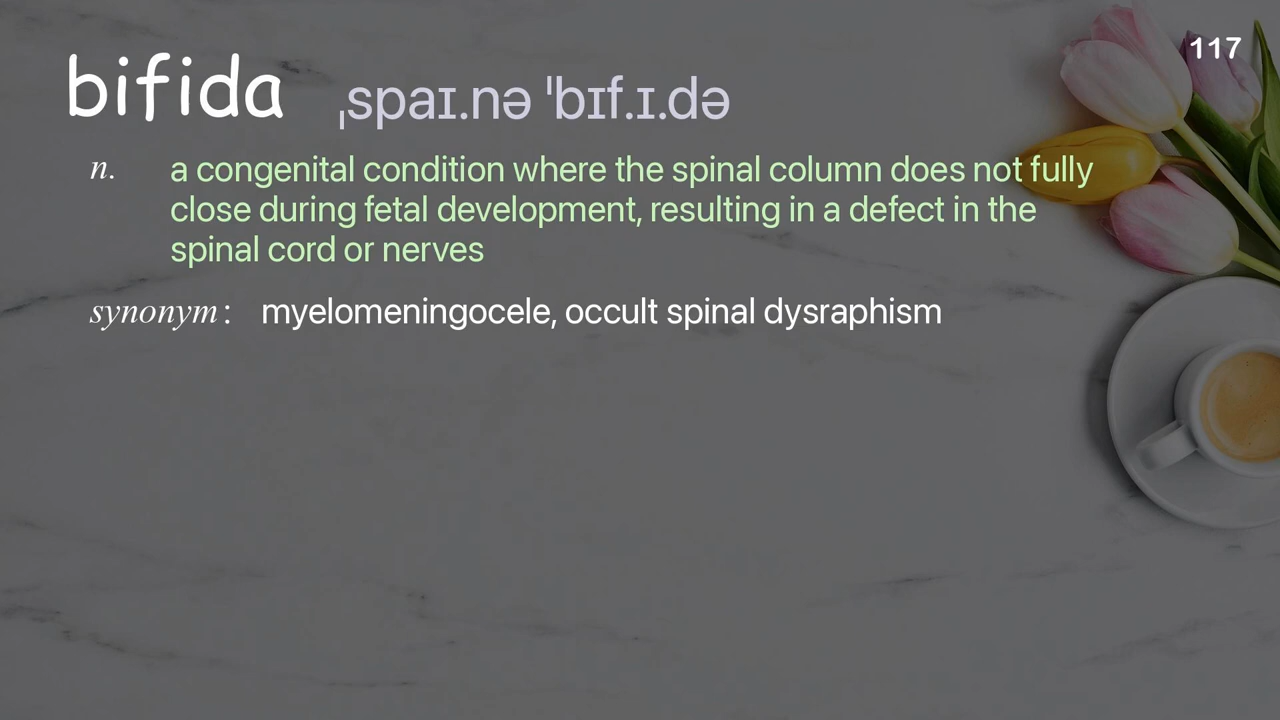 117
bifida ˌspaɪ.nə ˈbɪf.ɪ.də
n. a congenital condition where the spinal column does not fully
close during fetal development, resulting in a defect in the
spinal cord or nerves
synonym: myelomeningocele, occult spinal dysraphism